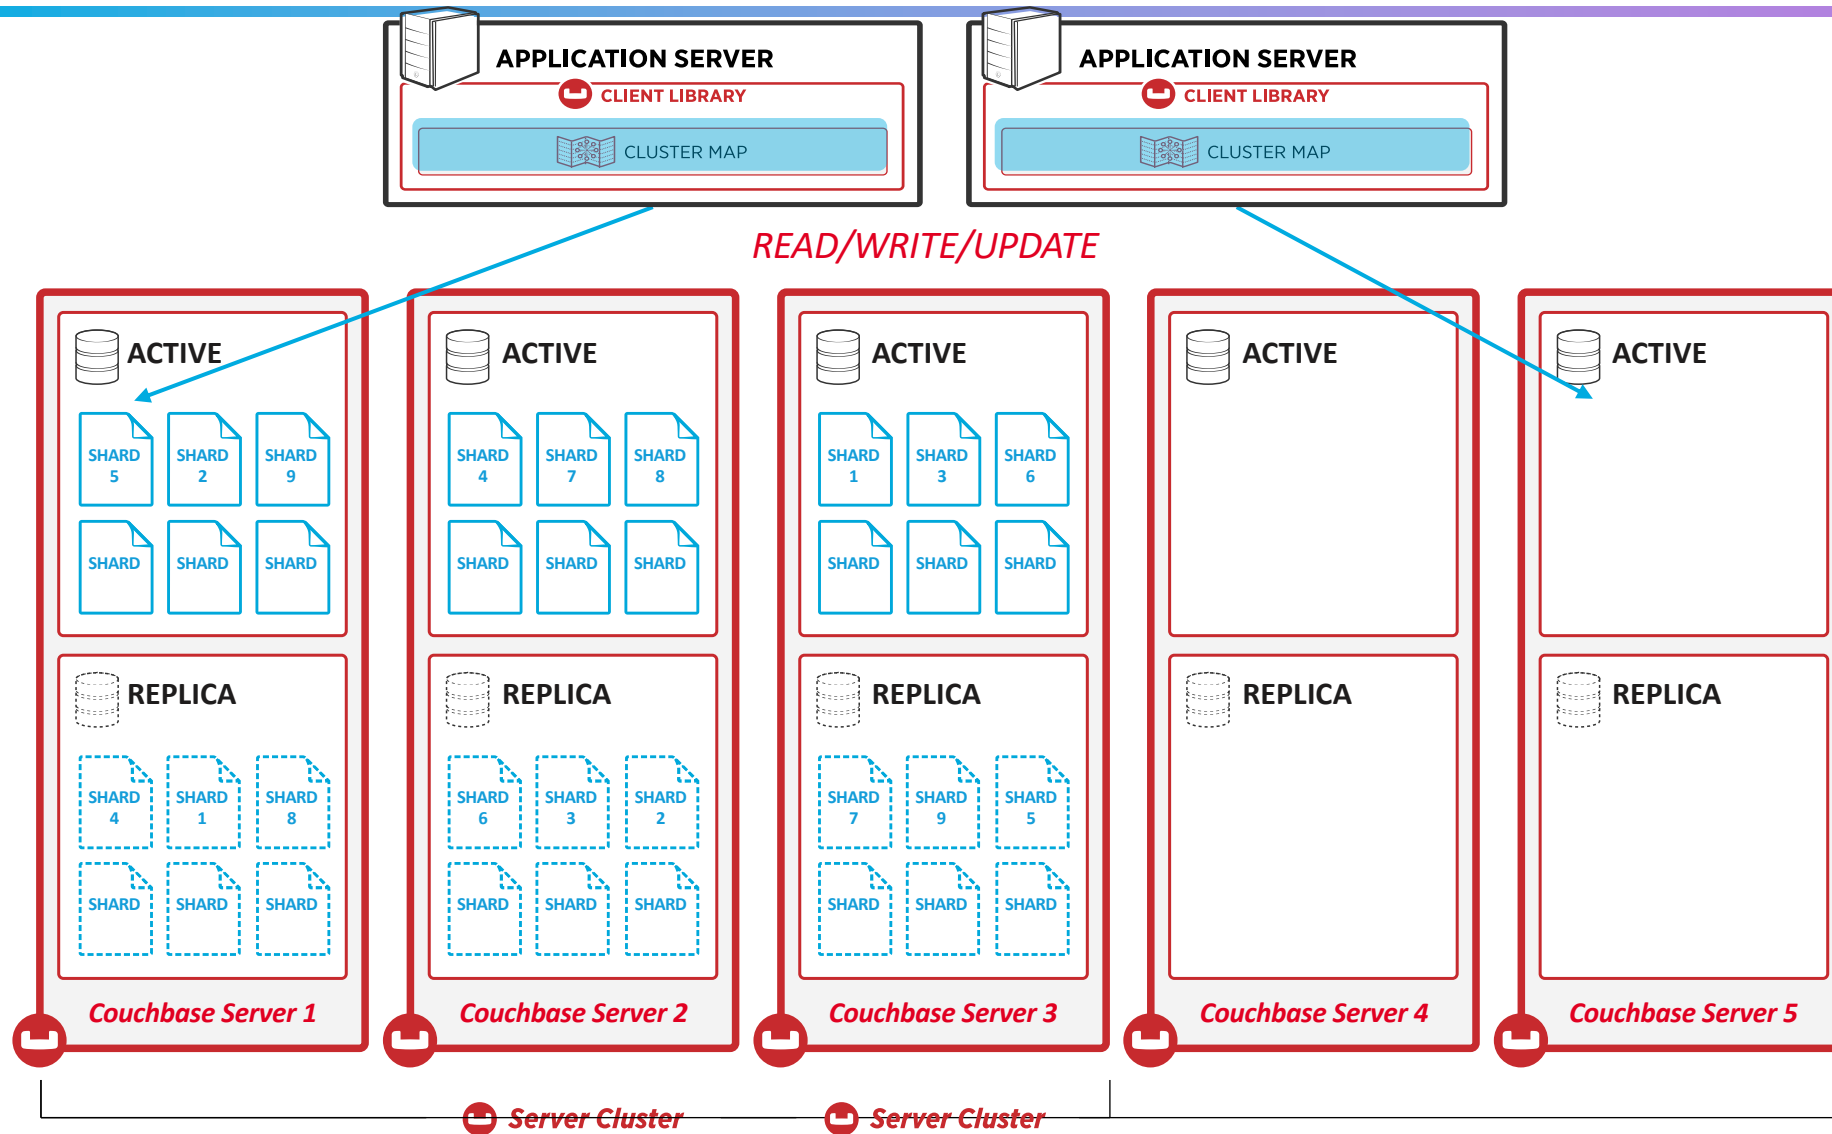 APPLICATION SERVER
CLIENT LIBRARY
CLUSTER MAP
APPLICATION SERVER
CLIENT LIBRARY
CLUSTER MAP
READ/WRITE/UPDATE
ACTIVE
SHARD
5
SHARD
2
SHARD
9
SHARD
SHARD
SHARD
REPLICA
SHARD
4
SHARD
1
SHARD
8
SHARD
SHARD
SHARD
Couchbase Server 1
ACTIVE
SHARD
4
SHARD
7
SHARD
8
SHARD
SHARD
SHARD
REPLICA
SHARD
6
SHARD
3
SHARD
2
SHARD
SHARD
SHARD
Couchbase Server 2
ACTIVE
SHARD
1
SHARD
3
SHARD
6
SHARD
SHARD
SHARD
REPLICA
SHARD
7
SHARD
9
SHARD
5
SHARD
SHARD
SHARD
Couchbase Server 3
ACTIVE
REPLICA
Couchbase Server 4
ACTIVE
REPLICA
Couchbase Server 5
Server Cluster
Server Cluster